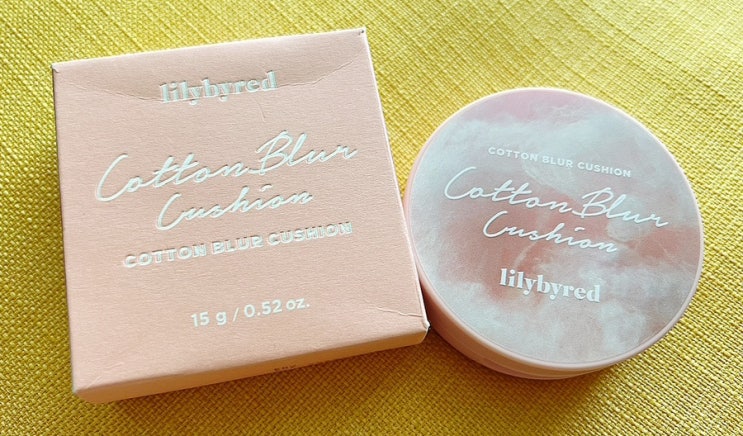 lilybyred
Cotton Blur
Cushion
COTTON BLUR CUSHION
15 g / 0.52 oz.
COTTON BLUR CUSHION
Cotton Blur
Cushion
lilybyred